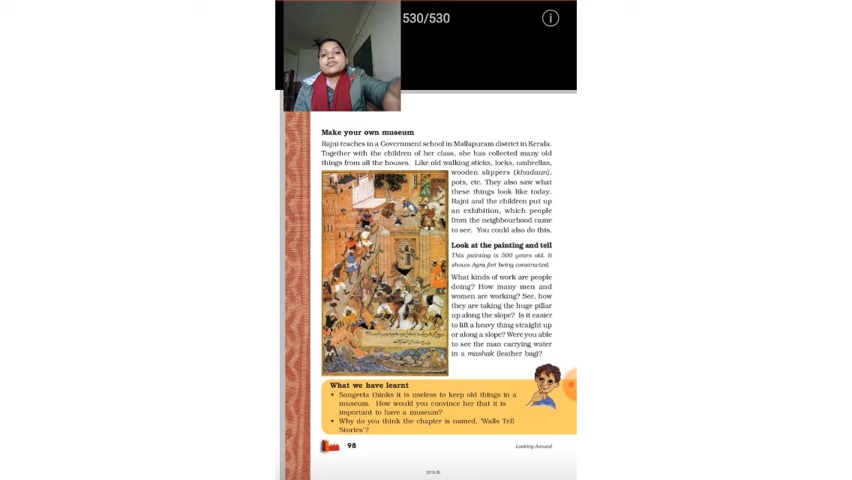 530/530
Make your own museum
Rajni teaches in a Government school in Mallapuram district in Kerala.
Together with the children of her class, she has collected many old
things from all the houses. Like old walking sticks, locks, umbrellas,
wooden slippers (khadaun),
pots, etc. They also saw what
these things look like today.
Rajni and the children put up
an exhibition, which people
from the neighbourhood came
to see. You could also do this.
Look at the painting and tell
This painting is 500 years old. It
shows Agra fort being constructed.
What kinds of work are people
doing? How many men and
women are working? See, how
they are taking the huge pillar
up along the slope? Is it easier
to lift a heavy thing straight up
or along a slope? Were you able
to see the man carrying water
in a mashak (leather bag)?
What we have learnt
• Sangeeta thinks it is useless to keep old things in a
museum. How would you convince her that it is
important to have a museum?
• Why do you think the chapter is named, 'Walls Tell
Stories'?
98
Looking Around